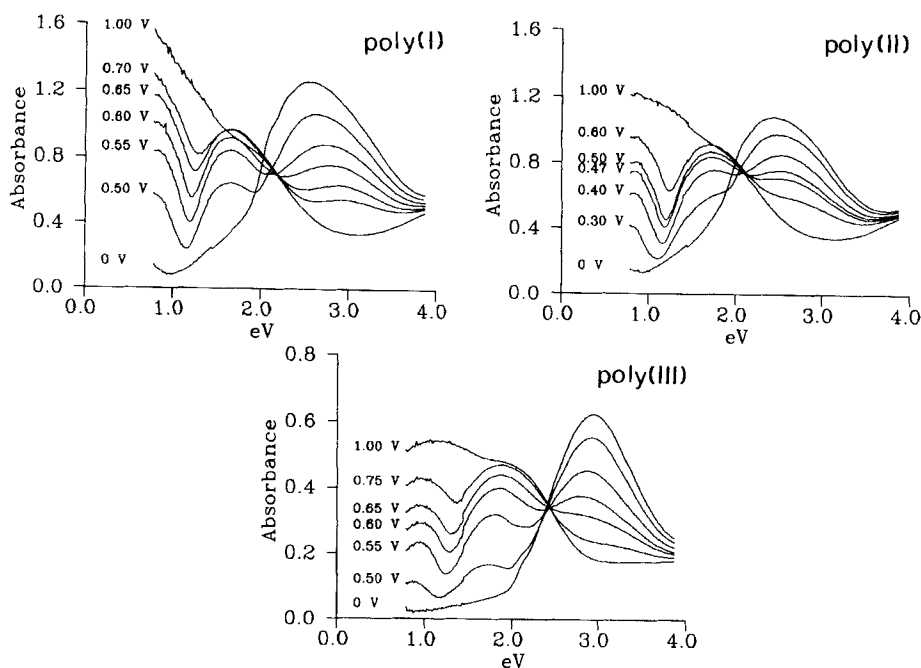 poly(I)
Absorbance
1.6
1.2
0.8
0.4
0.0
1.00 V
0.70 V
0.65 V
0.60 V
0.55 V
0.50 V
0 V
0.0 1.0 2.0 3.0 4.0
eV
poly(II)
Absorbance
1.6
1.2
0.8
0.4
0.0
1.00 V
0.60 V
0.50 V
0.47 V
0.40 V
0.30 V
0 V
0.0 1.0 2.0 3.0 4.0
eV
poly(III)
Absorbance
0.8
0.6
0.4
0.2
0.0
1.00 V
0.75 V
0.65 V
0.60 V
0.55 V
0.50 V
0 V
0.0 1.0 2.0 3.0 4.0
eV